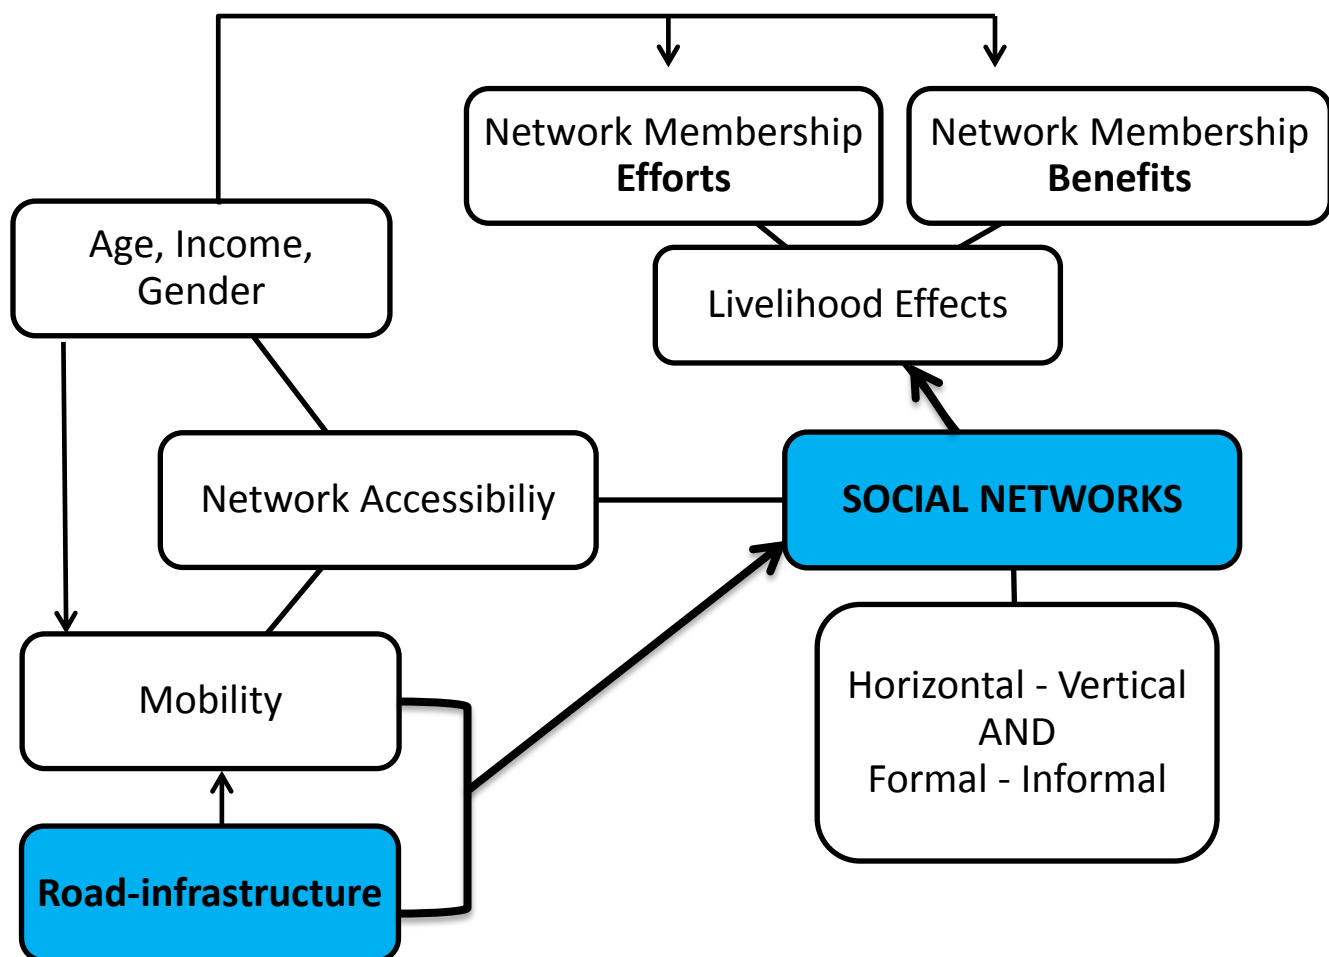 Network Membership
Efforts
Network Membership
Benefits
Age, Income,
Gender
Livelihood Effects
Network Accessibiliy
SOCIAL NETWORKS
Mobility
Horizontal - Vertical
AND
Formal - Informal
Road-infrastructure